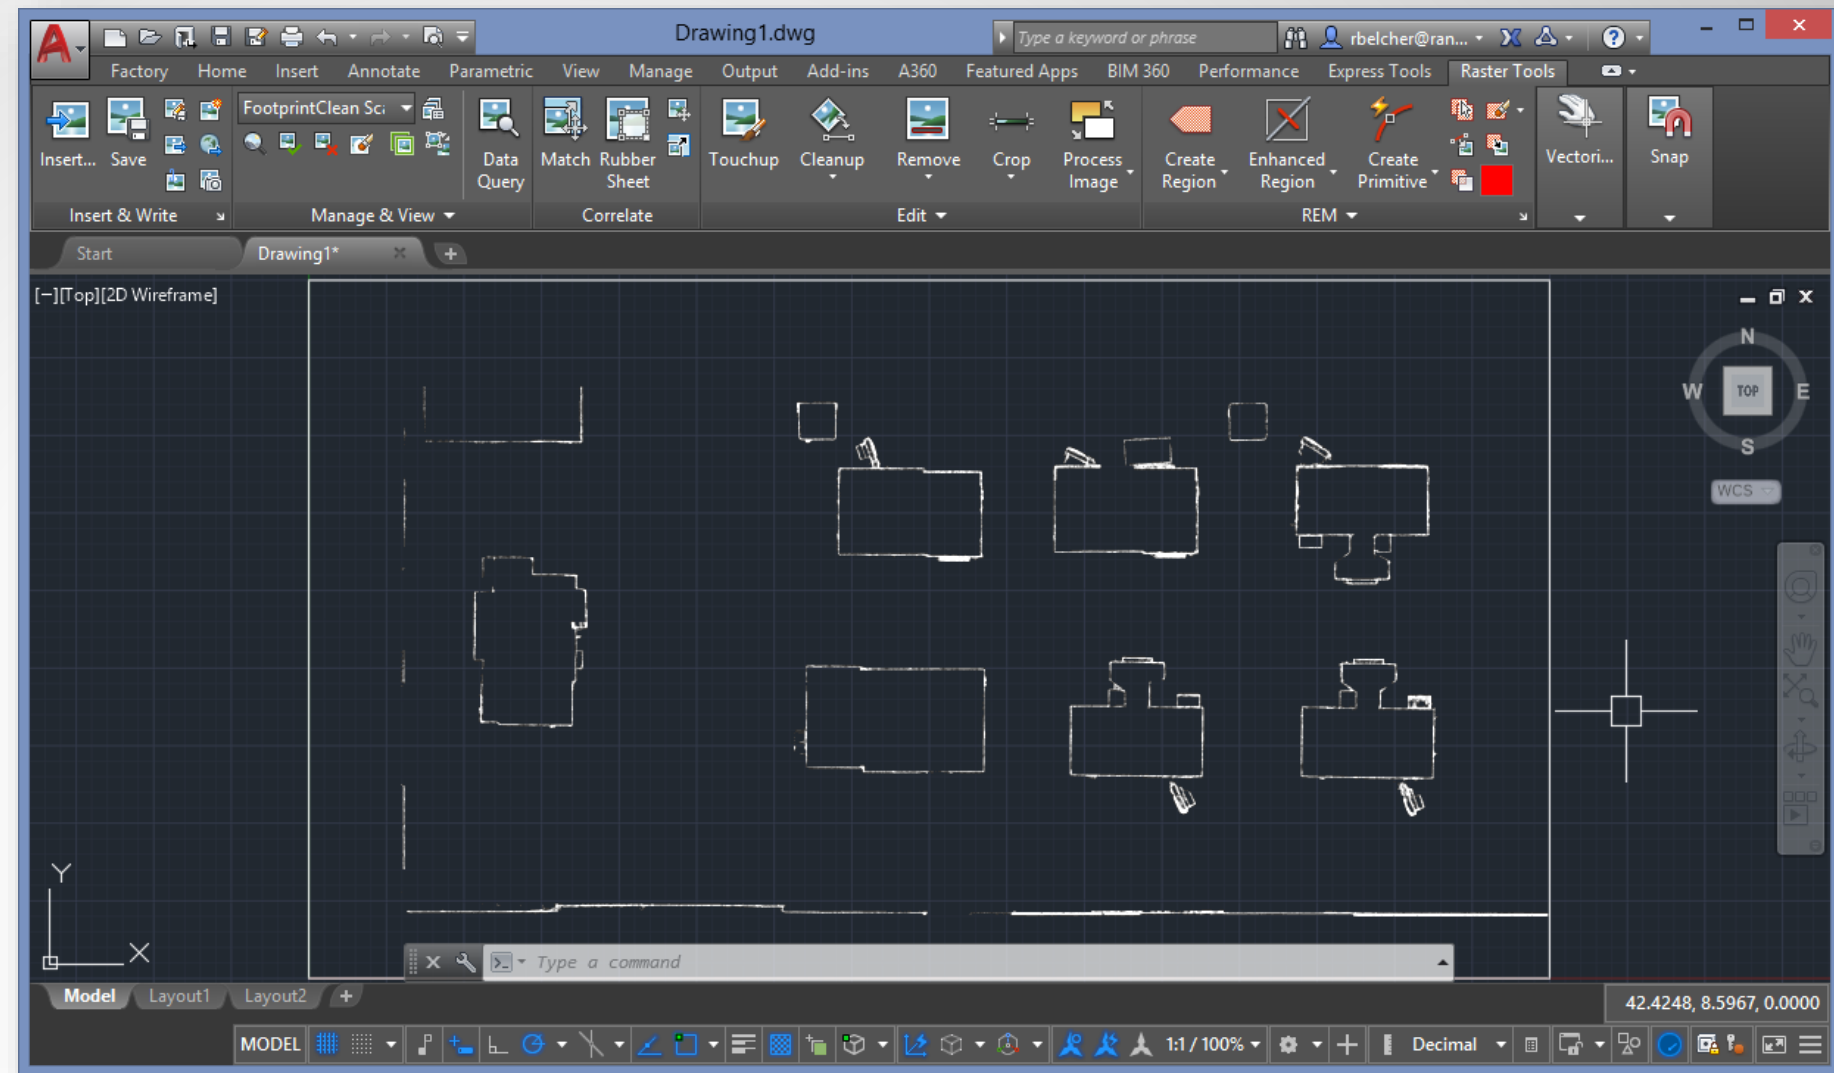 Drawing1.dwg
Type a keyword or phrase
rbelcher@ran...
Factory Home Insert Annotate Parametric View Manage Output Add-ins A360 Featured Apps BIM 360 Performance Express Tools Raster Tools
FootprintClean Sc
Insert... Save
Data Query
Match
Rubber Sheet
Touchup
Cleanup
Remove
Crop
Process Image
Create Region
Enhanced Region
Create Primitive
Vectori...
Snap
Insert & Write
Manage & View
Correlate
Edit
REM
Start
Drawing1*
[−][Top][2D Wireframe]
N
W TOP E
S
WCS
Y
X
Type a command
Model Layout1 Layout2
42.4248, 8.5967, 0.0000
MODEL
1:1 / 100%
Decimal